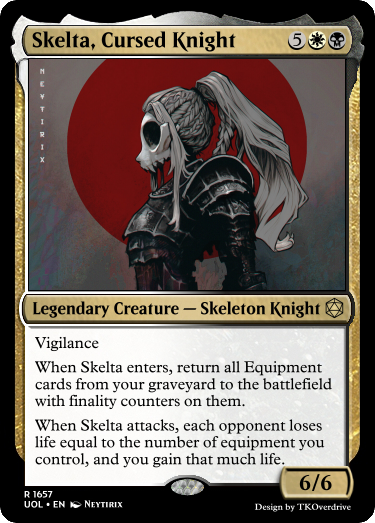 Skelta, Cursed Knight 5
NEYTIRIX
Legendary Creature — Skeleton Knight
Vigilance
When Skelta enters, return all Equipment
cards from your graveyard to the battlefield
with finality counters on them.
When Skelta attacks, each opponent loses
life equal to the number of equipment you
control, and you gain that much life.
6/6
R 1657
UOL • EN Neytirix
Design by TKOverdrive